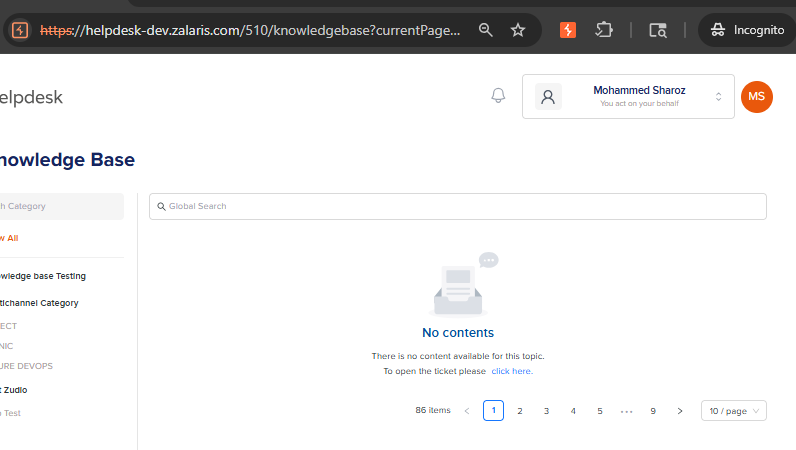 https://helpdesk-dev.zalaris.com/510/knowledgebase?currentPage...
Incognito
elpdesk
Mohammed Sharoz
You act on your behalf
MS
nowledge Base
h Category
Global Search
w All
owledge base Testing
tichannel Category
ECT
NIC
URE DEVOPS
t Zudio
Test
No contents
There is no content available for this topic.
To open the ticket please click here.
86 items < 1 2 3 4 5 ••• 9 > 10 / page